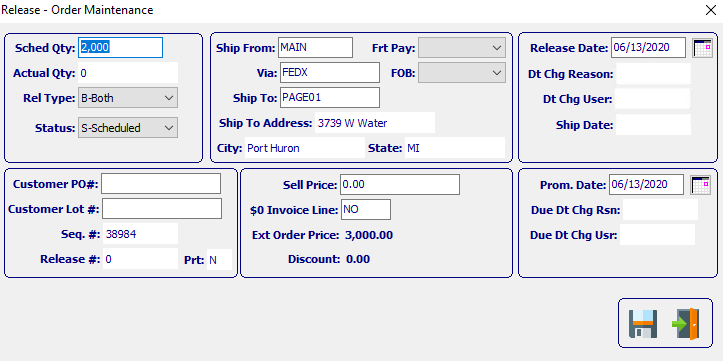 Release - Order Maintenance
Sched Qty: 2,000
Actual Qty: 0
Rel Type: B-Both
Status: S-Scheduled
Ship From: MAIN Frt Pay:
Via: FEDX FOB:
Ship To: PAGE01
Ship To Address: 3739 W Water
City: Port Huron State: MI
Release Date: 06/13/2020
Dt Chg Reason:
Dt Chg User:
Ship Date:
Customer PO#:
Customer Lot #:
Seq. #: 38984
Release #: 0 Prt: N
Sell Price: 0.00
$0 Invoice Line: NO
Ext Order Price: 3,000.00
Discount: 0.00
Prom. Date: 06/13/2020
Due Dt Chg Rsn:
Due Dt Chg Usr: